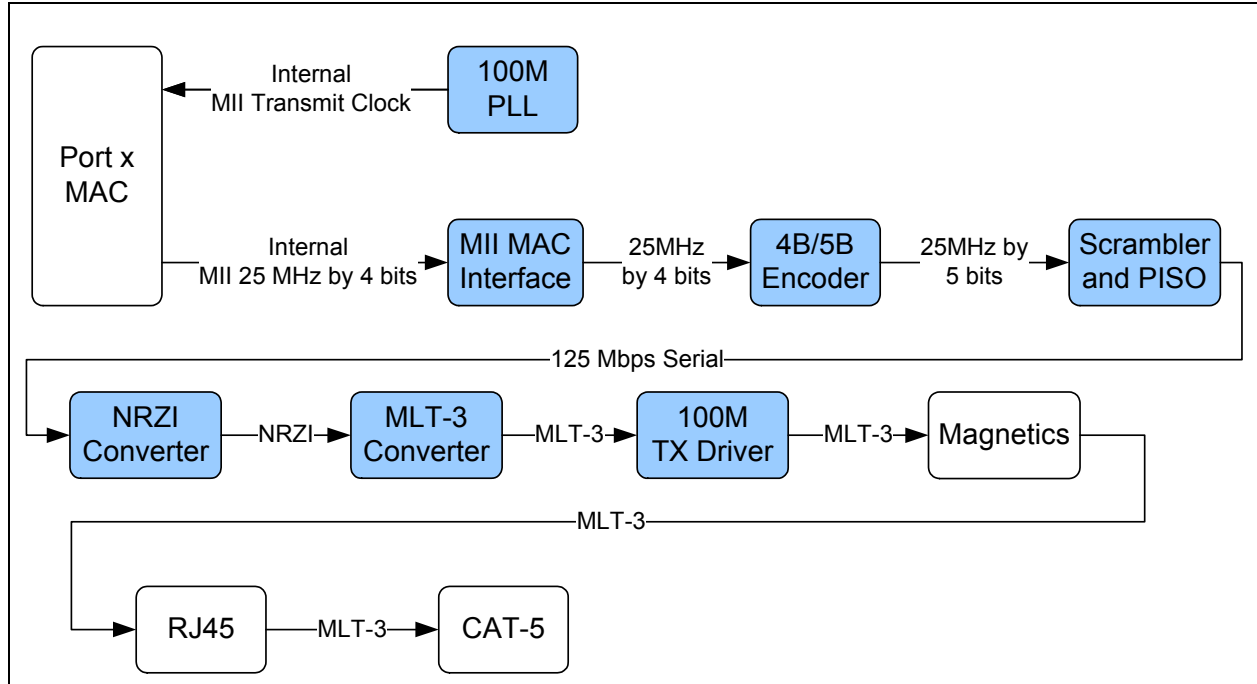 Internal
MII Transmit Clock
100M
PLL
Port x
MAC
Internal
MII 25 MHz by 4 bits
MII MAC
Interface
25MHz
by 4 bits
4B/5B
Encoder
25MHz by
5 bits
Scrambler
and PISO
125 Mbps Serial
NRZI
Converter
NRZI
MLT-3
Converter
MLT-3
100M
TX Driver
MLT-3
Magnetics
MLT-3
RJ45
MLT-3
CAT-5